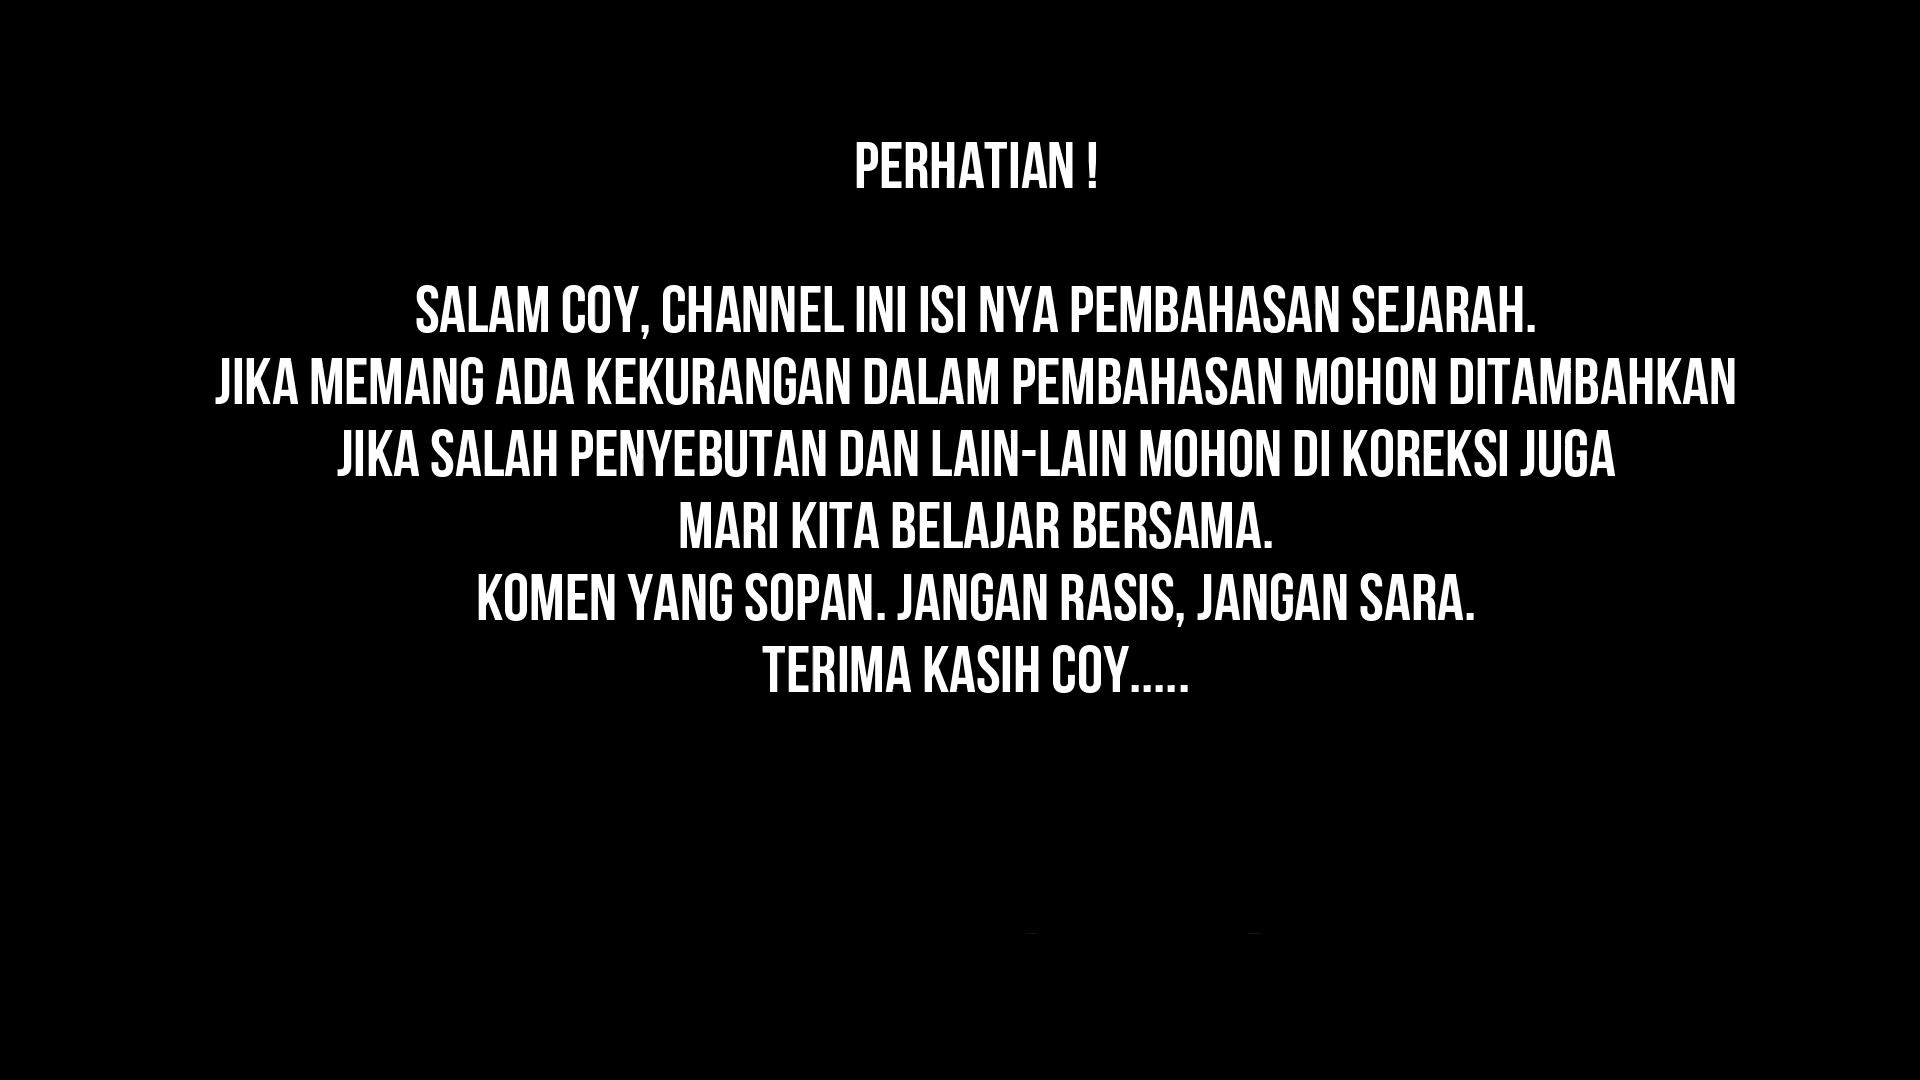 PERHATIAN !
SALAM COY, CHANNEL INI ISI NYA PEMBAHASAN SEJARAH.
JIKA MEMANG ADA KEKURANGAN DALAM PEMBAHASAN MOHON DITAMBAHKAN
JIKA SALAH PENYEBUTAN DAN LAIN-LAIN MOHON DI KOREKSI JUGA
MARI KITA BELAJAR BERSAMA.
KOMEN YANG SOPAN. JANGAN RASIS, JANGAN SARA.
TERIMA KASIH COY.....